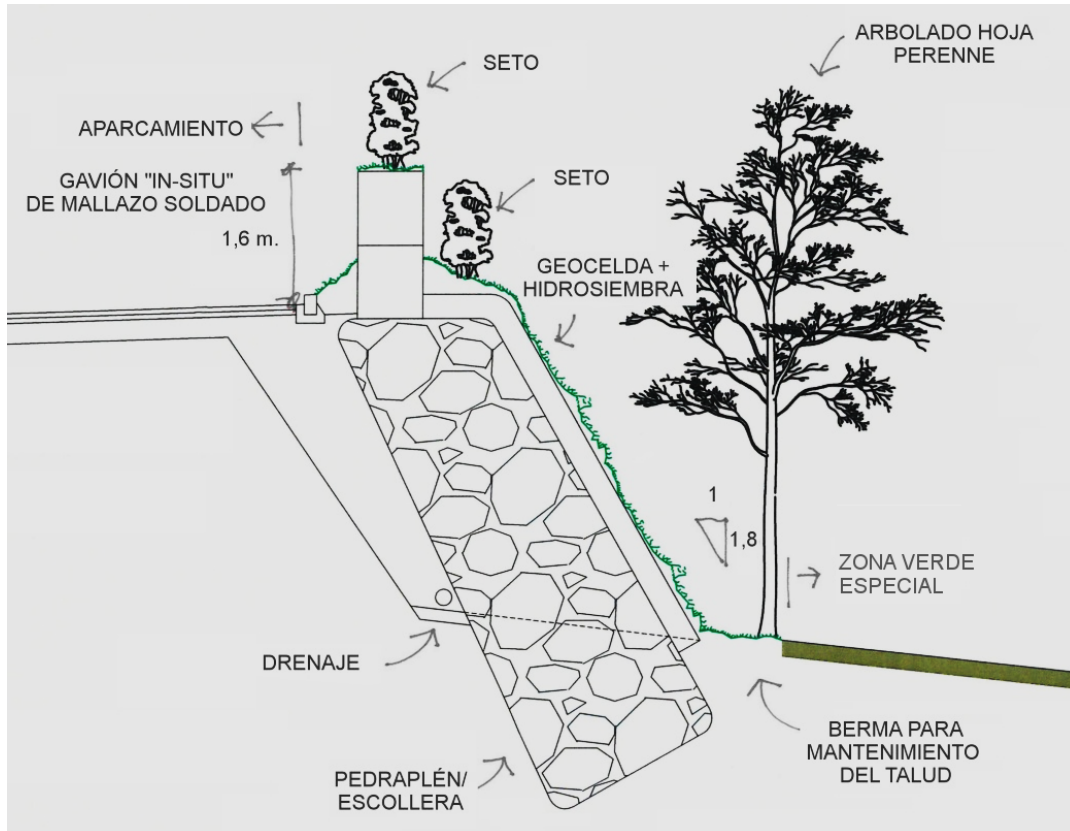 ARBOLADO HOJA
PERENNE
SETO
APARCAMIENTO
GAVIÓN "IN-SITU"
DE MALLAZO SOLDADO
1,6 m.
SETO
GEOCELDA +
HIDROSIEMBRA
1
1,8
ZONA VERDE
ESPECIAL
DRENAJE
BERMA PARA
MANTENIMIENTO
DEL TALUD
PEDRAPLÉN/
ESCOLLERA